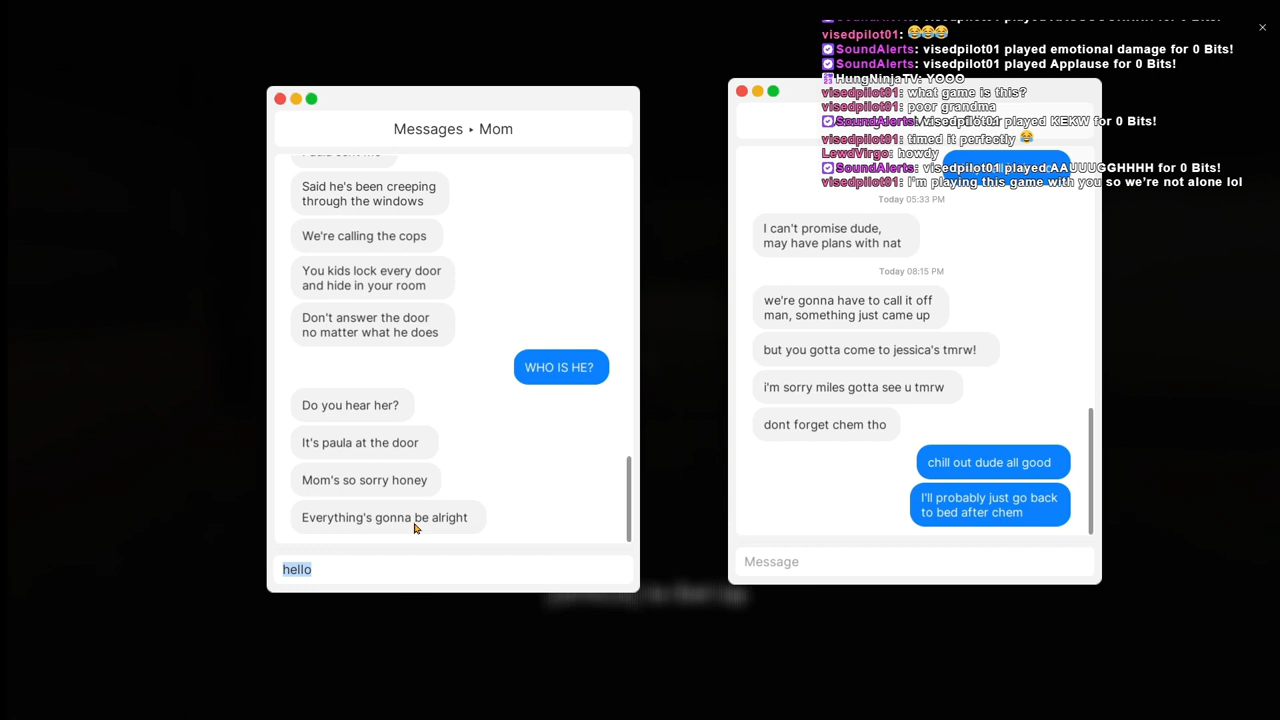 Messages ▸ Mom
Said he's been creeping
through the windows
We're calling the cops
You kids lock every door
and hide in your room
Don't answer the door
no matter what he does
WHO IS HE?
Do you hear her?
It's paula at the door
Mom's so sorry honey
Everything's gonna be alright
hello
visedpilot01: 😂😂😂
SoundAlerts: visedpilot01 played emotional damage for 0 Bits!
SoundAlerts: visedpilot01 played Applause for 0 Bits!
HungNinjaTV: YOOO
visedpilot01: what game is this?
visedpilot01: poor grandma
SoundAlerts: visedpilot01 played KEKW for 0 Bits!
visedpilot01: timed it perfectly 😂
LewdVirgo: howdy
SoundAlerts: visedpilot01 played AAUUUGGHHHH for 0 Bits!
visedpilot01: I'm playing this game with you so we're not alone lol
Today 05:33 PM
I can't promise dude,
may have plans with nat
Today 08:15 PM
we're gonna have to call it off
man, something just came up
but you gotta come to jessica's tmrw!
i'm sorry miles gotta see u tmrw
dont forget chem tho
chill out dude all good
I'll probably just go back
to bed after chem
Message